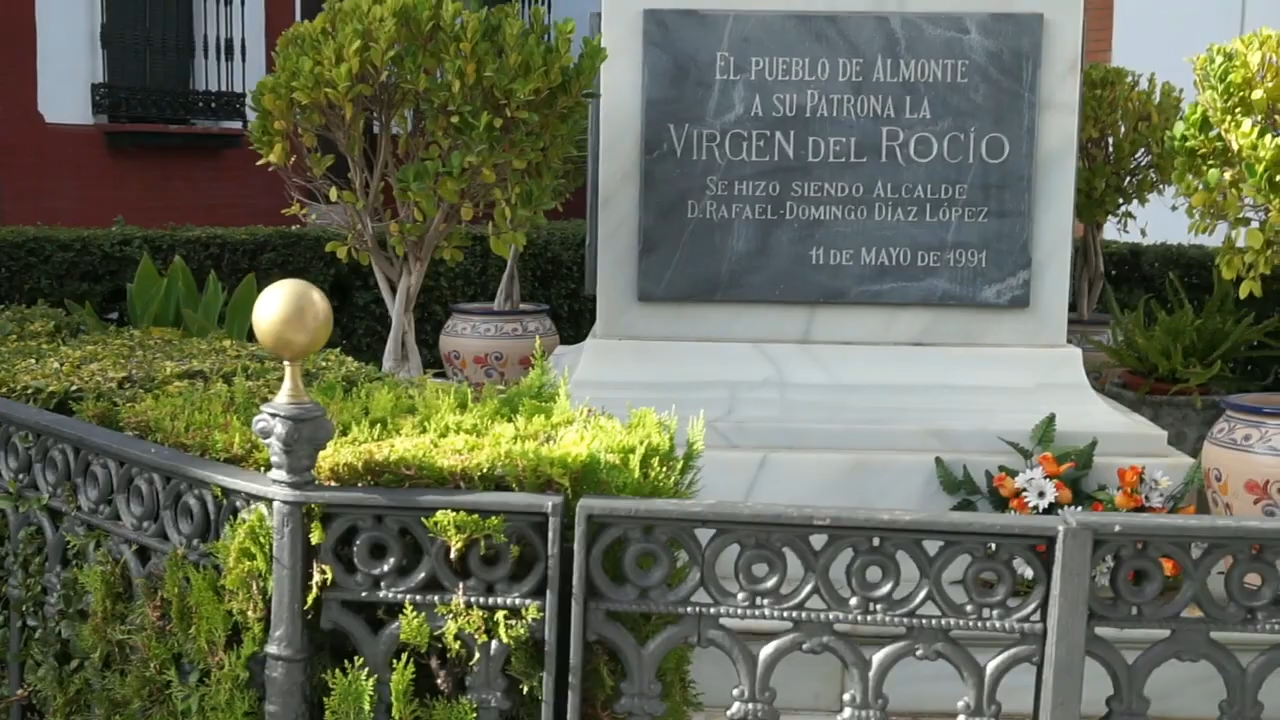 EL PUEBLO DE ALMONTE
A SU PATRONA LA
VIRGEN DEL ROCÍO
SE HIZO SIENDO ALCALDE
D. RAFAEL-DOMINGO DÍAZ LÓPEZ
11 DE MAYO DE 1991